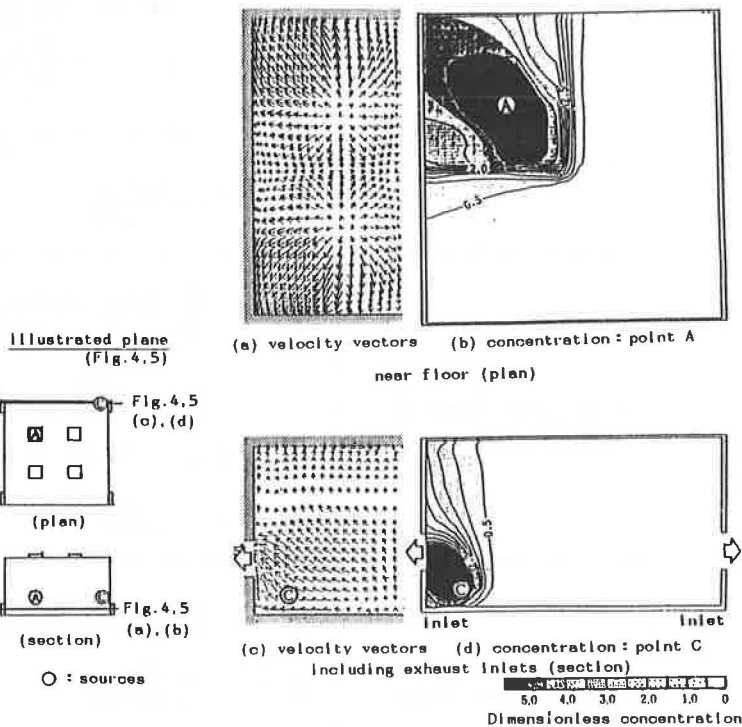 A
2.0
0.5
(a) velocity vectors (b) concentration : point A
near floor (plan)
Illustrated plane
(Fig.4,5)
C Fig.4,5
(c),(d)
A
(plan)
A C Fig.4,5
(a),(b)
(section)
○ : sources
C
0.5
C
inlet inlet
(c) velocity vectors (d) concentration : point C
including exhaust inlets (section)
5.0 4.0 3.0 2.0 1.0 0
Dimensionless concentration